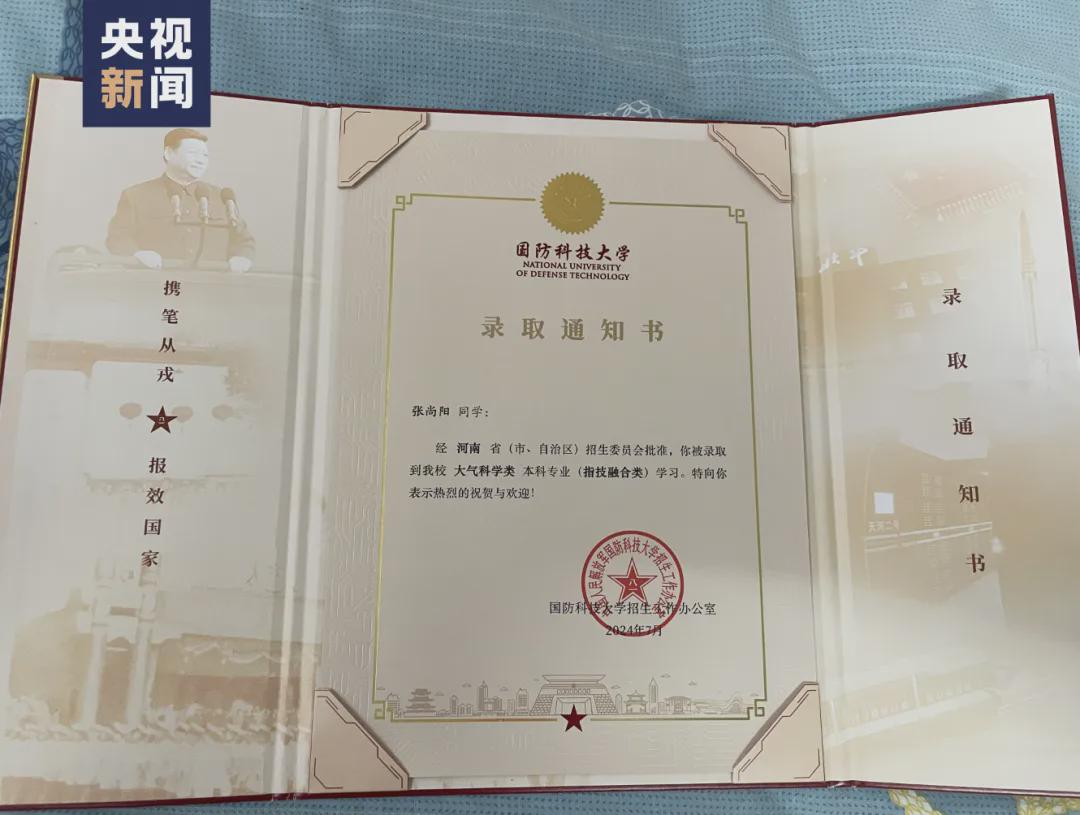 央视
新闻
携笔从戎
报效国家
国防科技大学
NATIONAL UNIVERSITY
OF DEFENSE TECHNOLOGY
录取通知书
张尚阳 同学：
经 河南 省（市、自治区）招生委员会批准，你被录取
到我校 大气科学类 本科专业（指技融合类）学习。特向你
表示热烈的祝贺与欢迎！
国防科技大学招生工作办公室
2024年7月
录取通知书
天河二号